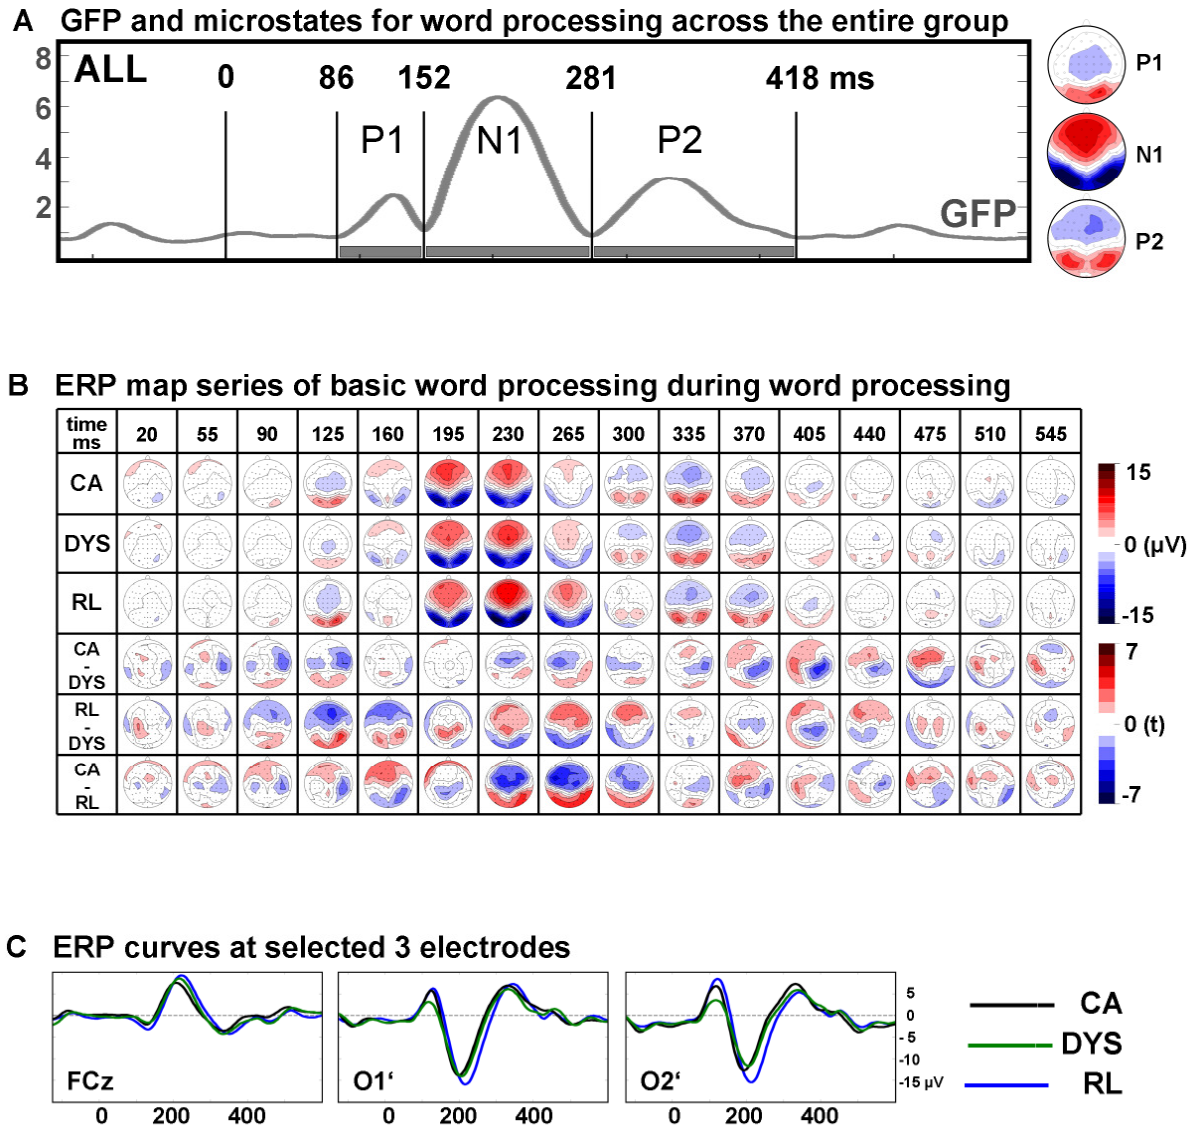 A GFP and microstates for word processing across the entire group
8
6
4
2
ALL 0 86 152 281 418 ms
P1 N1 P2
GFP
P1
N1
P2
B ERP map series of basic word processing during word processing
time ms 20 55 90 125 160 195 230 265 300 335 370 405 440 475 510 545
CA
DYS
RL
CA - DYS
RL - DYS
CA - RL
15
0 (µV)
-15
7
0 (t)
-7
C ERP curves at selected 3 electrodes
FCz
O1‘
O2‘
5
0
- 5
-10
-15 µV
0 200 400
0 200 400
0 200 400
CA
DYS
RL